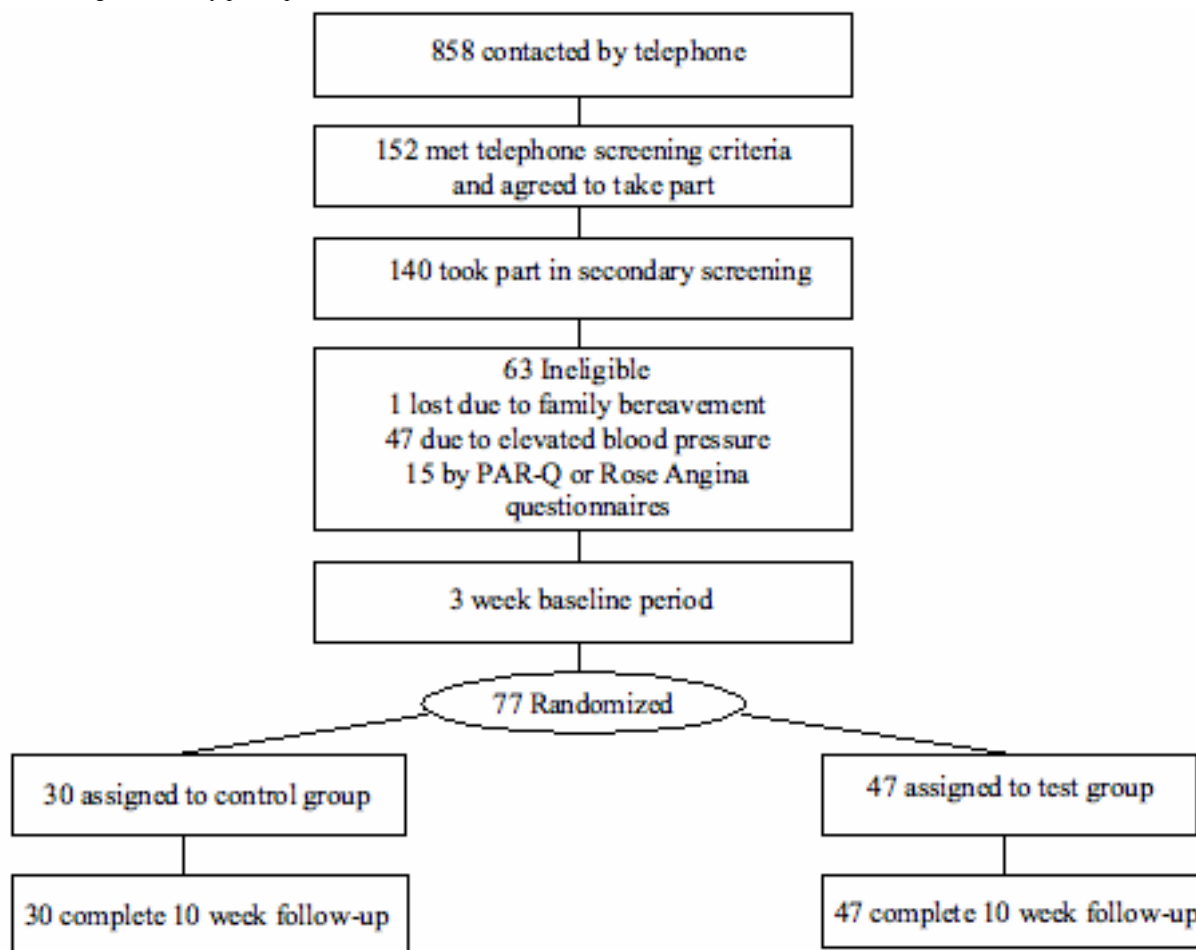 858 contacted by telephone
152 met telephone screening criteria
and agreed to take part
140 took part in secondary screening
63 Ineligible
1 lost due to family bereavement
47 due to elevated blood pressure
15 by PAR-Q or Rose Angina
questionnaires
3 week baseline period
77 Randomized
30 assigned to control group
47 assigned to test group
30 complete 10 week follow-up
47 complete 10 week follow-up